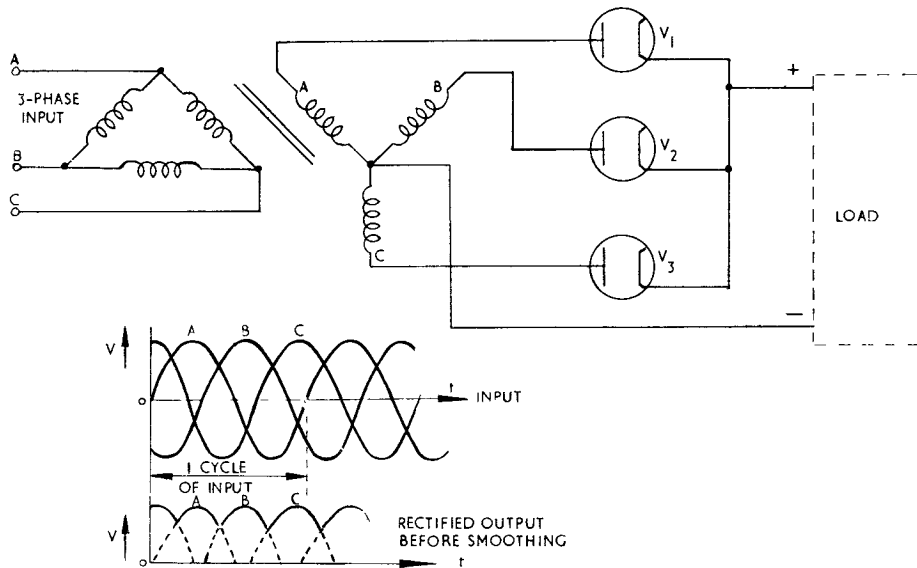 A
3-PHASE
INPUT
B
C
A
B
C
V1
V2
V3
+
LOAD
—
V
A
B
C
t
o
INPUT
1 CYCLE
OF INPUT
A
B
C
V
o
t
RECTIFIED OUTPUT
BEFORE SMOOTHING